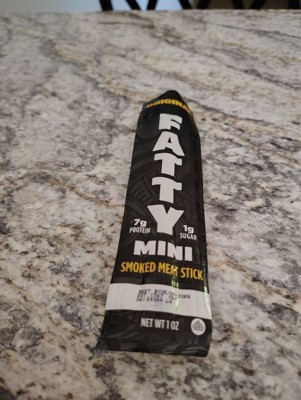 ORIGINAL
FATTY
7g
PROTEIN
1g
SUGAR
MINI
SMOKED MEAT STICK
NET WT 1 OZ